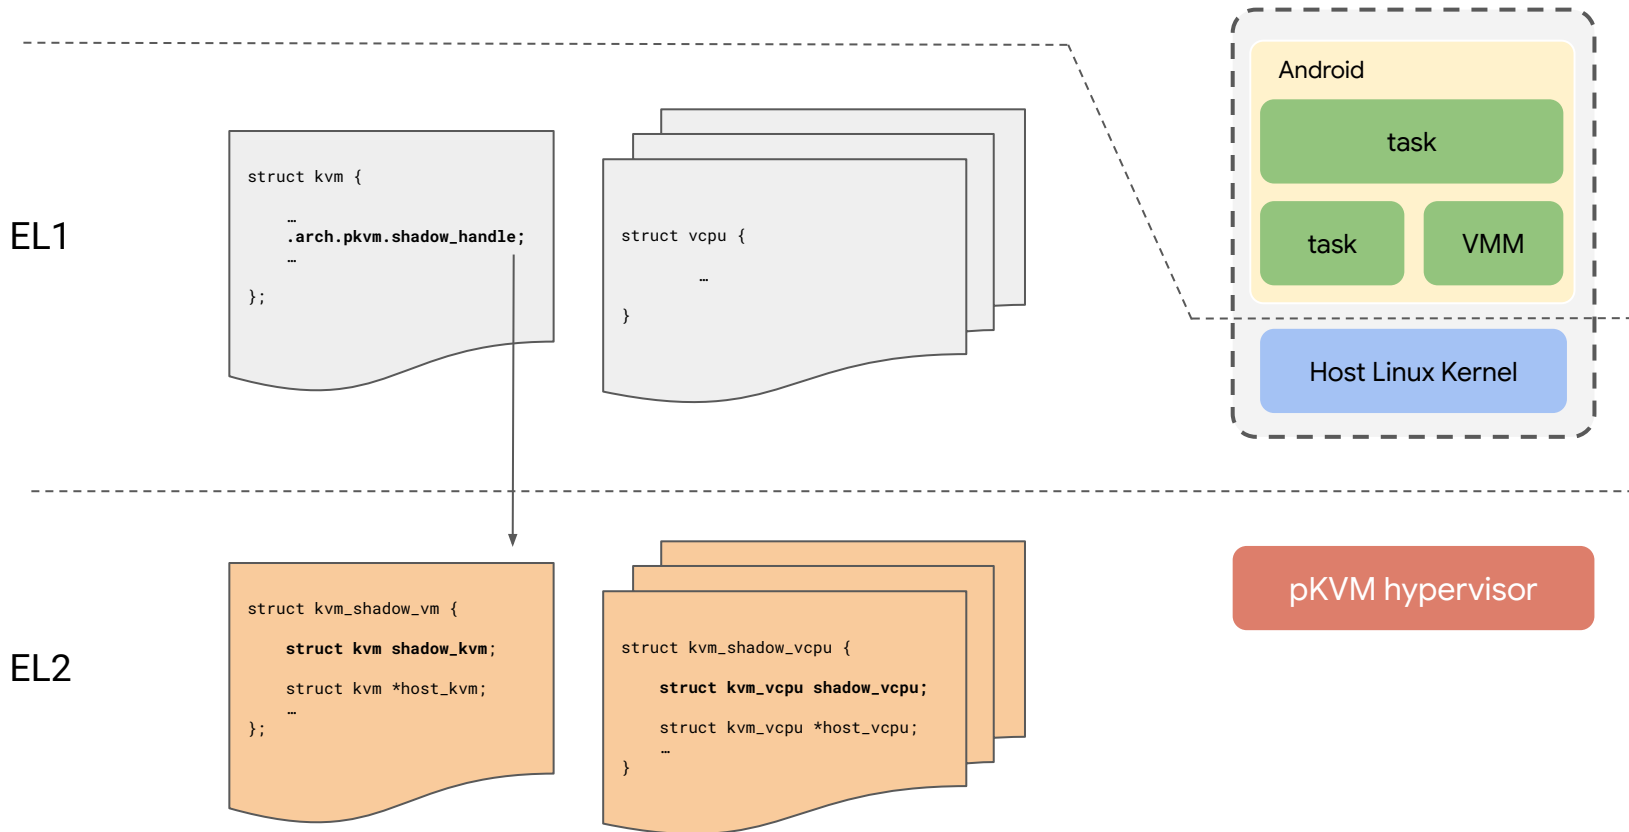 EL1
struct kvm {
…
.arch.pkvm.shadow_handle;
…
};
struct vcpu {
…
}
Android
task
task
VMM
Host Linux Kernel
EL2
struct kvm_shadow_vm {
struct kvm shadow_kvm;
struct kvm *host_kvm;
…
};
struct kvm_shadow_vcpu {
struct kvm_vcpu shadow_vcpu;
struct kvm_vcpu *host_vcpu;
…
}
pKVM hypervisor